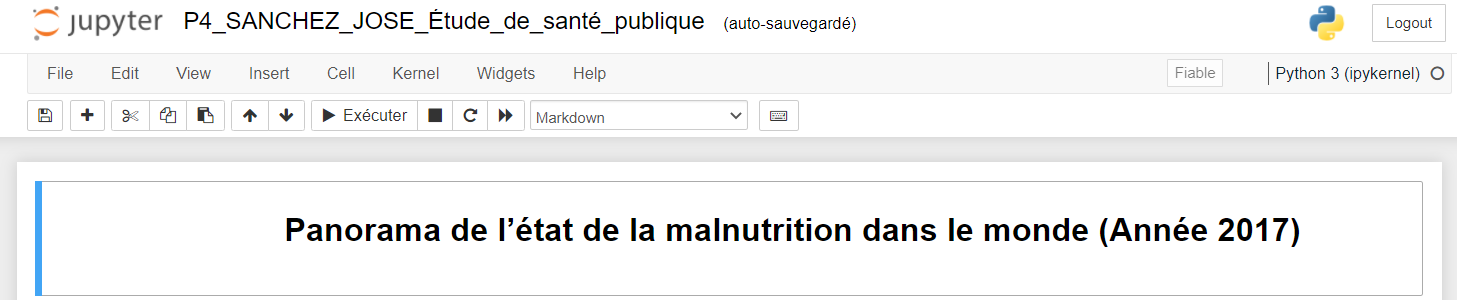 jupyter P4_SANCHEZ_JOSE_Étude_de_santé_publique (auto-sauvegardé) Logout
File Edit View Insert Cell Kernel Widgets Help Fiable Python 3 (ipykernel)
Exécuter Markdown
Panorama de l’état de la malnutrition dans le monde (Année 2017)